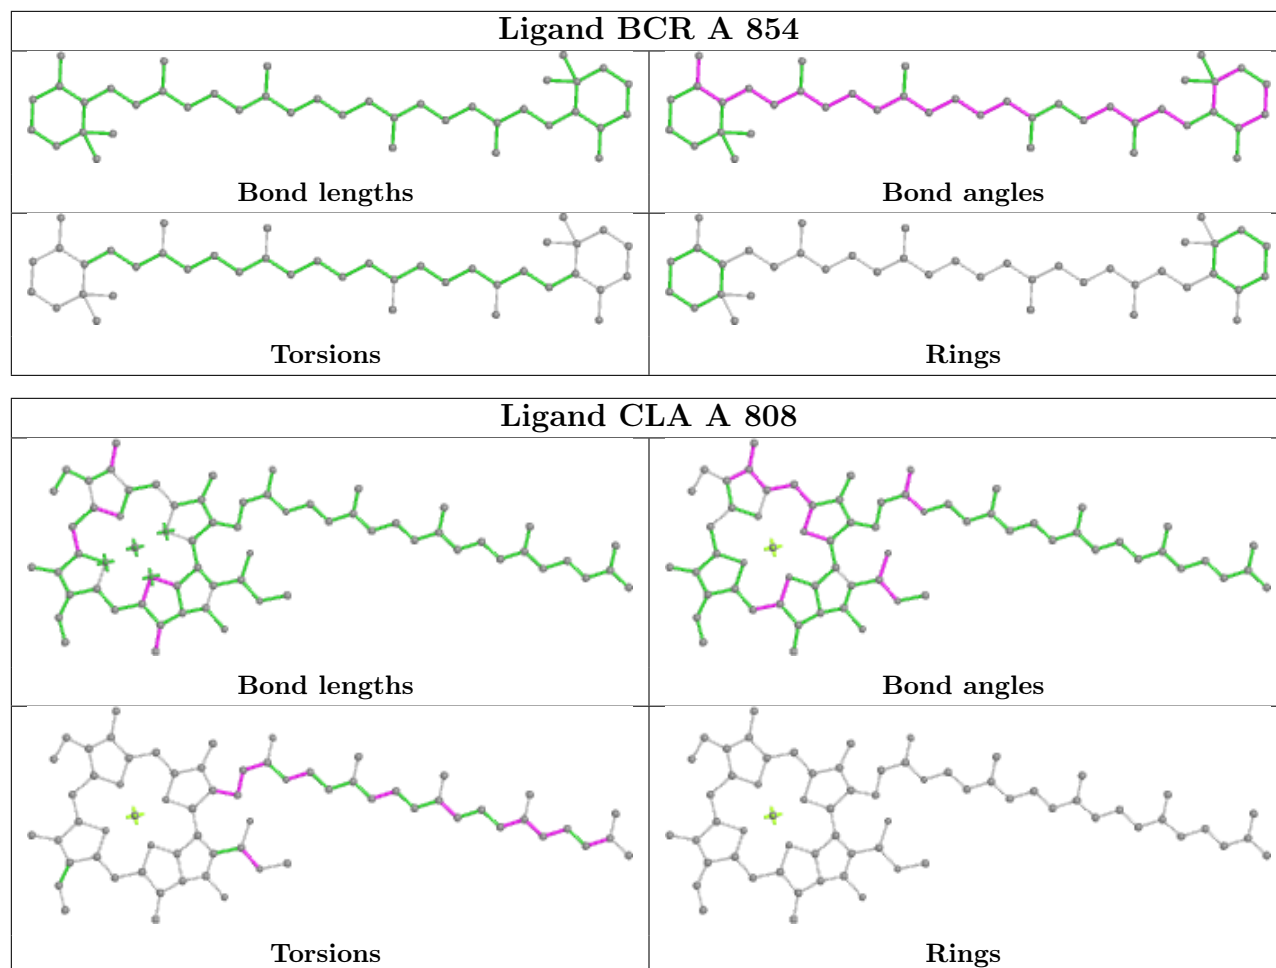 Ligand BCR A 854
Bond lengths
Bond angles
Torsions
Rings
Ligand CLA A 808
Bond lengths
Bond angles
Torsions
Rings